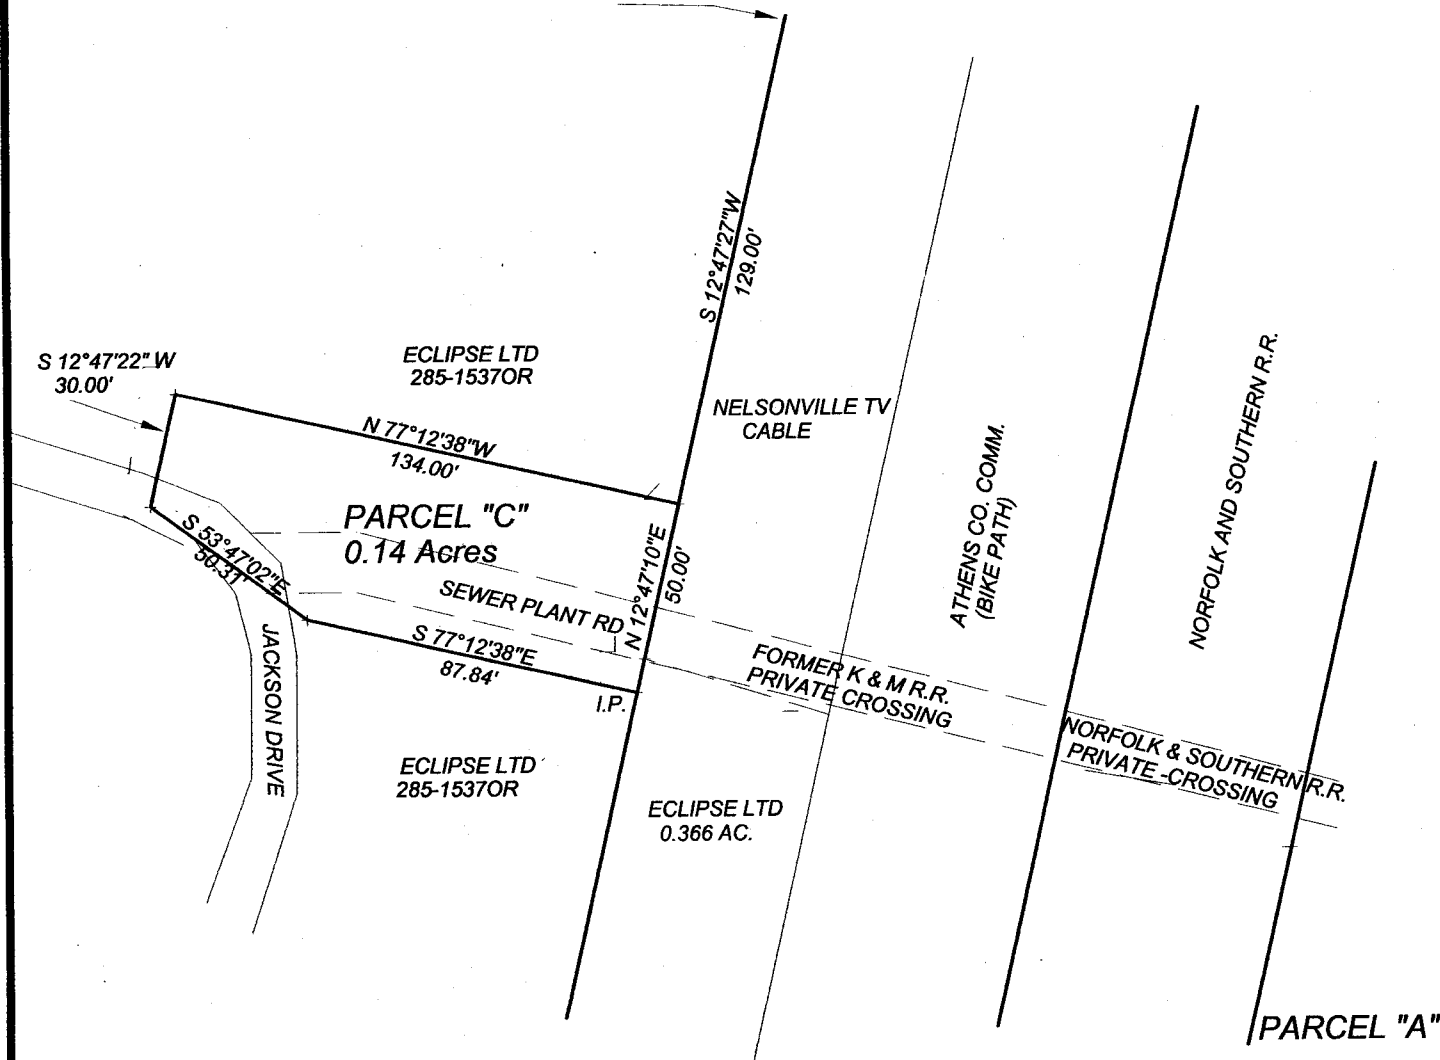 S 12°47'27"W
129.00'
S 12°47'22" W
30.00'
ECLIPSE LTD
285-1537OR
N 77°12'38"W
134.00'
NELSONVILLE TV
CABLE
ATHENS CO. COMM.
(BIKE PATH)
NORFOLK AND SOUTHERN R.R.
PARCEL "C"
0.14 Acres
S 53°47'02"E
50.31'
SEWER PLANT RD
N 12°47'10"E
50.00'
S 77°12'38"E
87.84'
I.P.
JACKSON DRIVE
FORMER K & M R.R.
PRIVATE CROSSING
NORFOLK & SOUTHERN R.R.
PRIVATE CROSSING
ECLIPSE LTD
285-1537OR
ECLIPSE LTD
0.366 AC.
PARCEL "A"